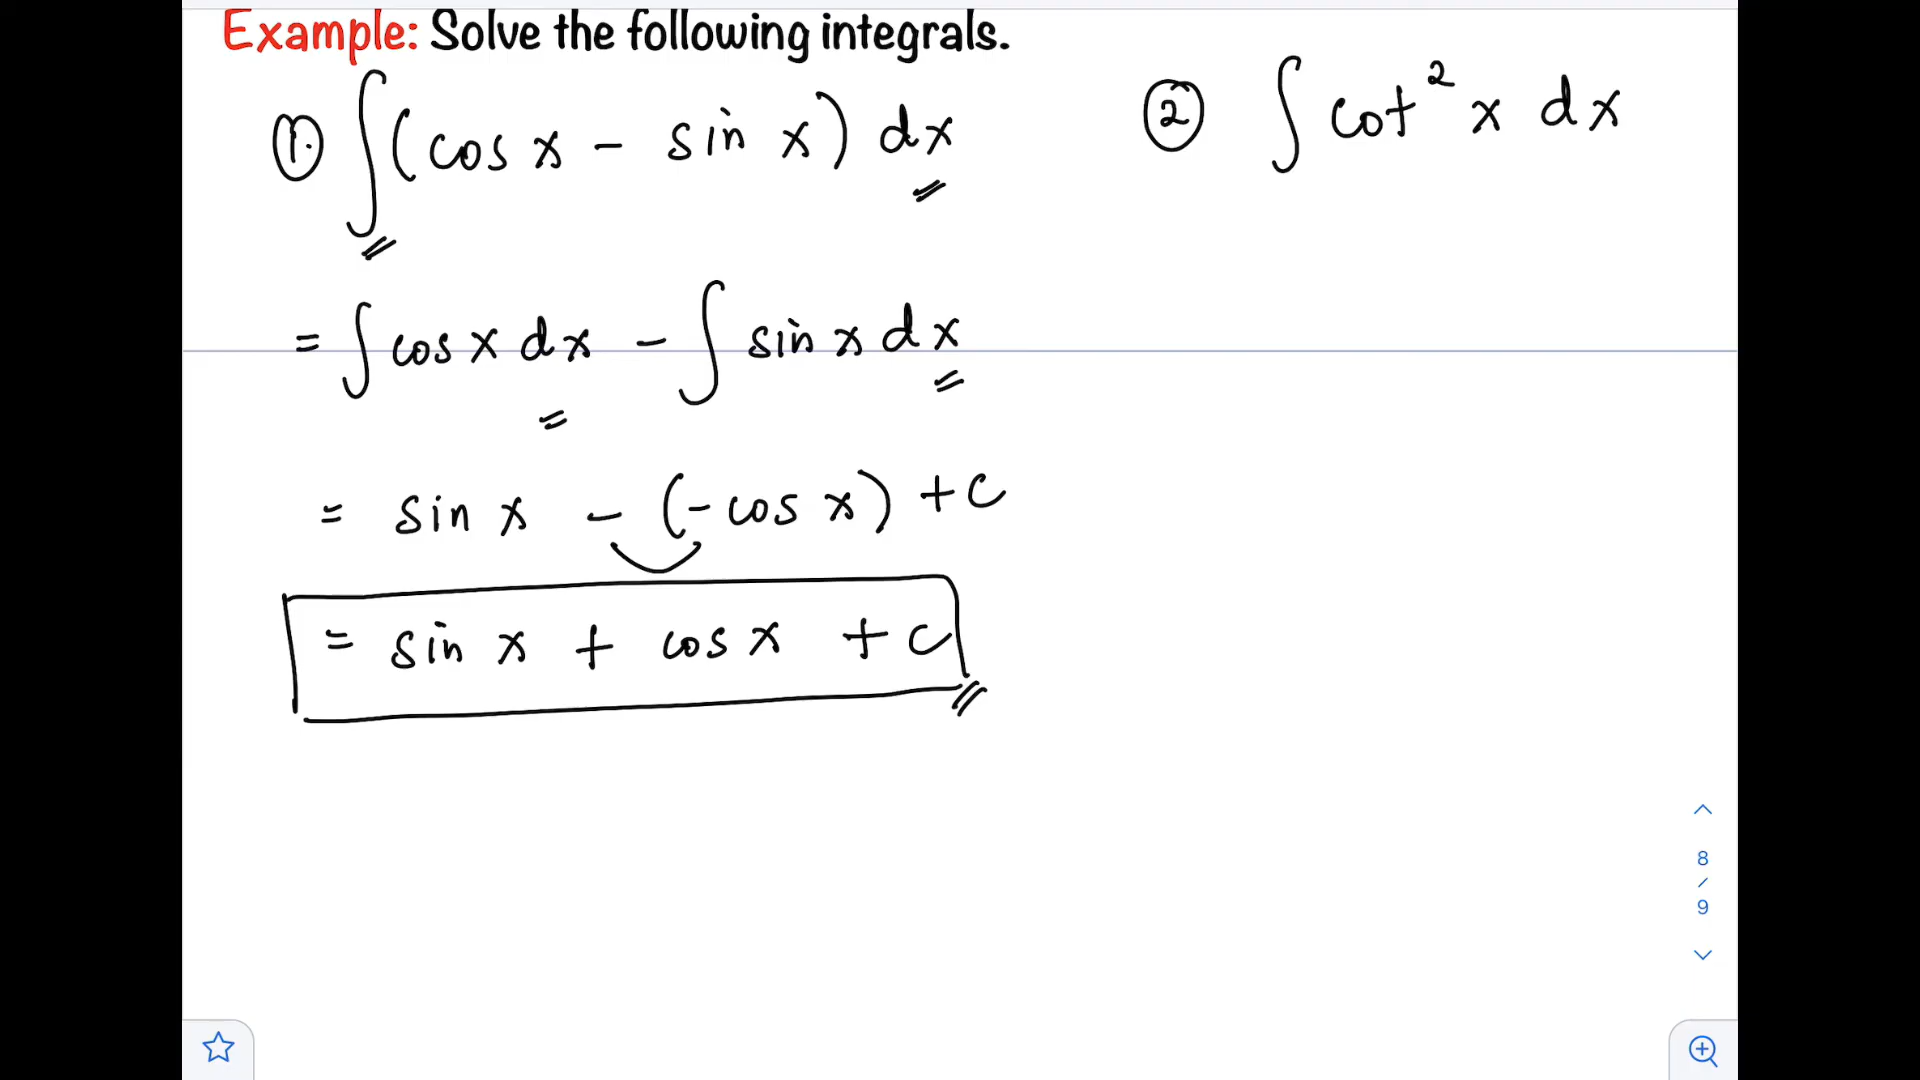 Example: Solve the following integrals.
① ∫(cos x - sin x) dx
= ∫cos x dx - ∫sin x dx
= sin x - (-cos x) + c
= sin x + cos x + c
② ∫ cot² x dx
8
/
9